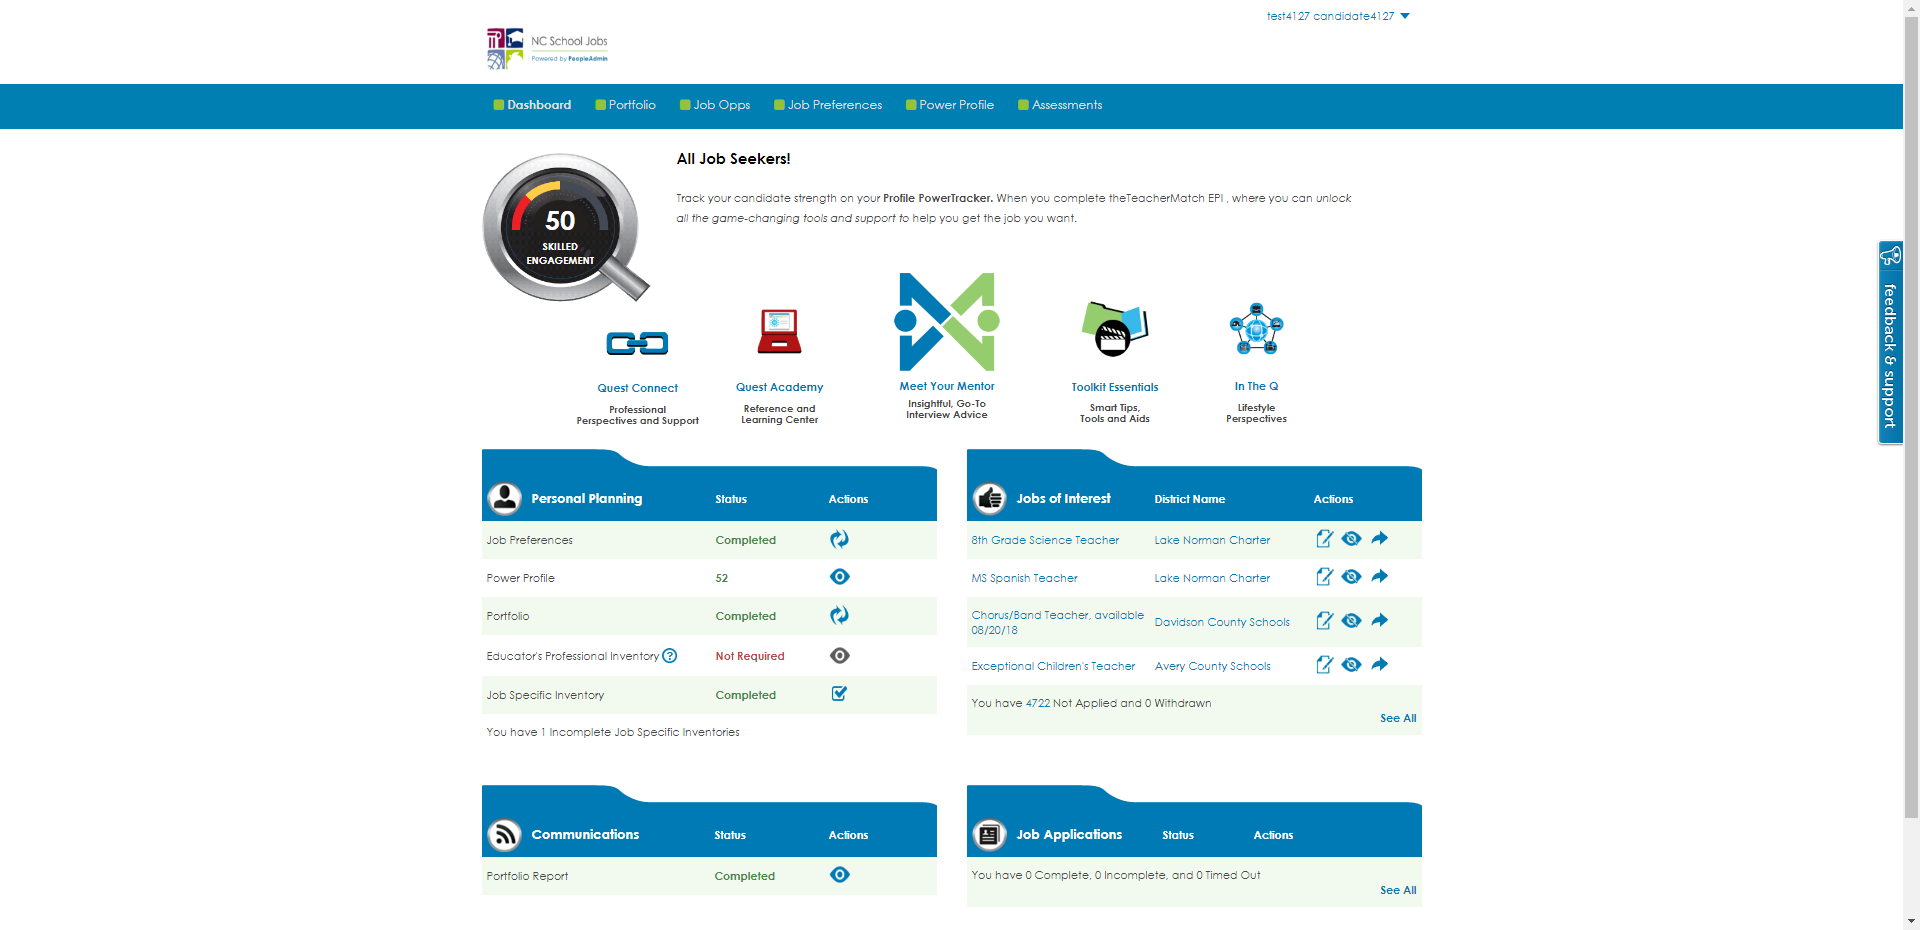 test4127 candidate4127
NC School Jobs
Powered by PeopleAdmin
Dashboard Portfolio Job Opps Job Preferences Power Profile Assessments
All Job Seekers!
Track your candidate strength on your Profile PowerTracker. When you complete theTeacherMatch EPI , where you can unlock
all the game-changing tools and support to help you get the job you want.
50
SKILLED
ENGAGEMENT
Quest Connect
Professional
Perspectives and Support
Quest Academy
Reference and
Learning Center
Meet Your Mentor
Insightful, Go-To
Interview Advice
Toolkit Essentials
Smart Tips,
Tools and Aids
In The Q
Lifestyle
Perspectives
feedback & support
Personal Planning Status Actions
Job Preferences Completed
Power Profile 52
Portfolio Completed
Educator's Professional Inventory ? Not Required
Job Specific Inventory Completed
You have 1 Incomplete Job Specific Inventories
Jobs of Interest District Name Actions
8th Grade Science Teacher Lake Norman Charter
MS Spanish Teacher Lake Norman Charter
Chorus/Band Teacher, available
08/20/18 Davidson County Schools
Exceptional Children's Teacher Avery County Schools
You have 4722 Not Applied and 0 Withdrawn
See All
Communications Status Actions
Portfolio Report Completed
Job Applications Status Actions
You have 0 Complete, 0 Incomplete, and 0 Timed Out
See All